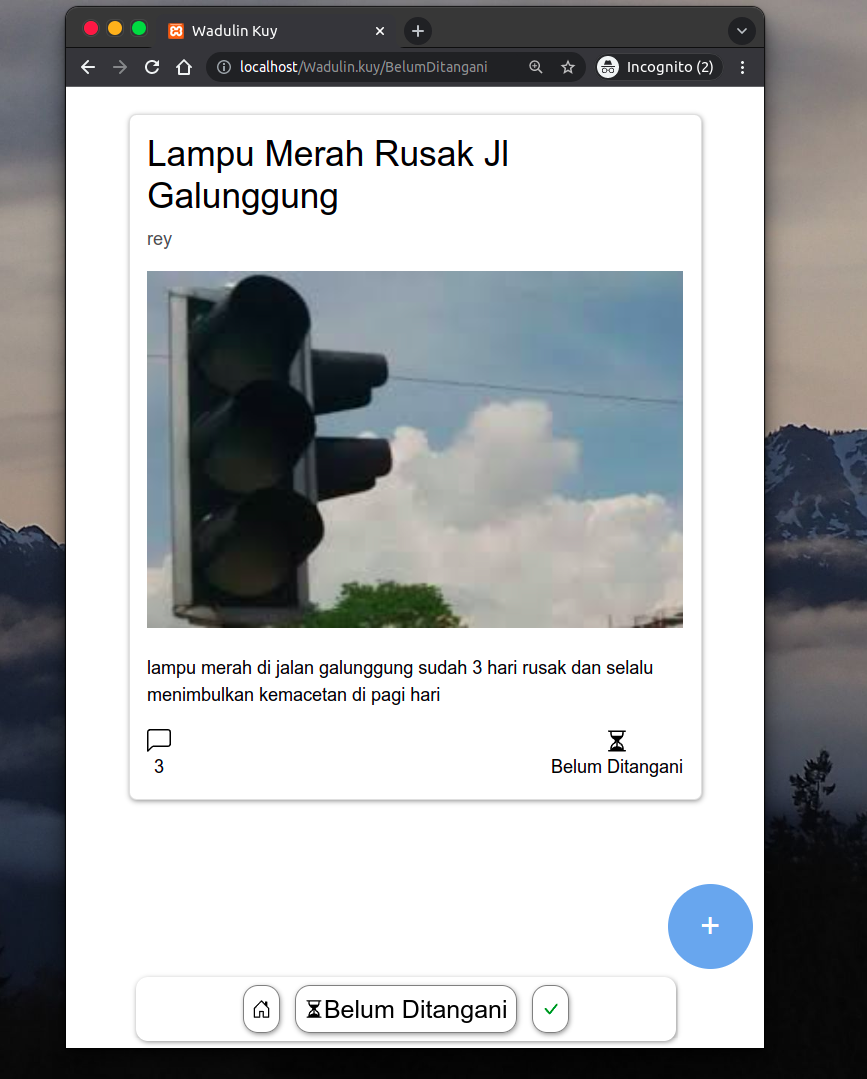 Wadulin Kuy
localhost/Wadulin.kuy/BelumDitangani
Incognito (2)
Lampu Merah Rusak Jl
Galunggung
rey
lampu merah di jalan galunggung sudah 3 hari rusak dan selalu
menimbulkan kemacetan di pagi hari
3
Belum Ditangani
+
Belum Ditangani